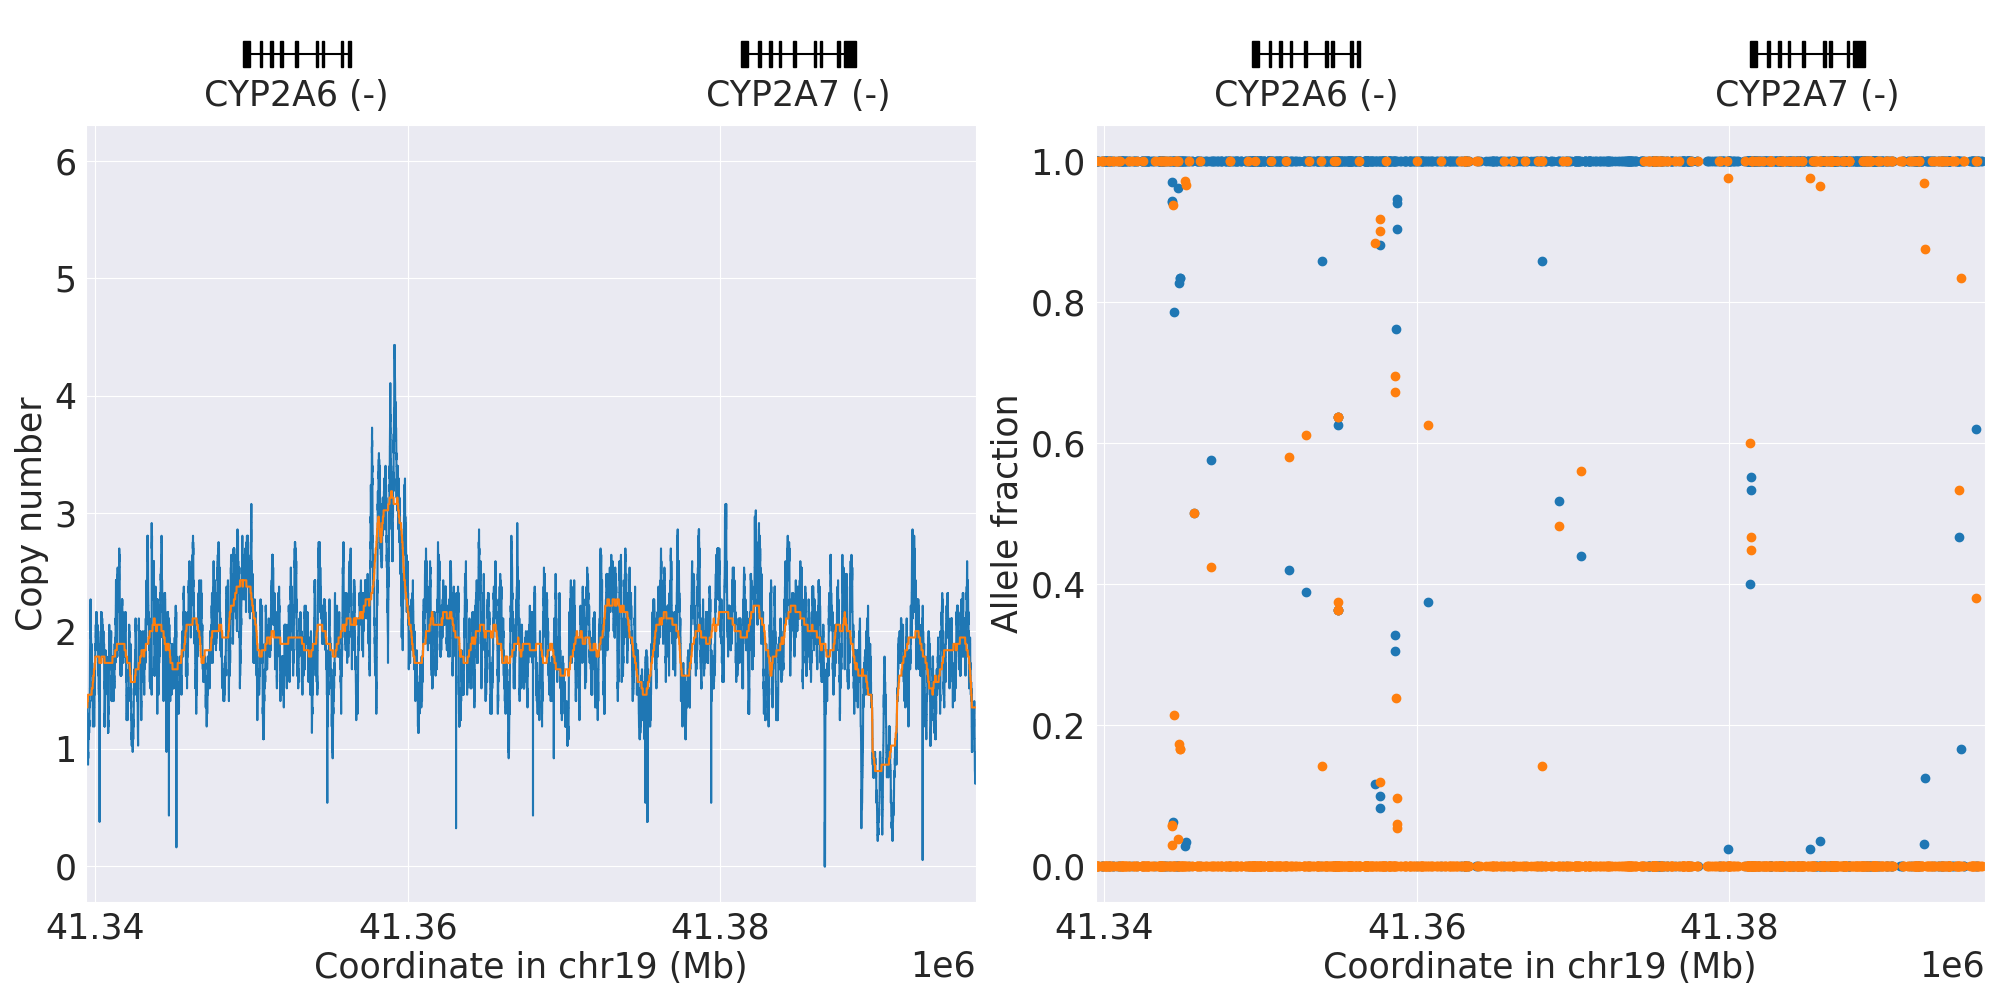 CYP2A6 (-)
CYP2A7 (-)
6
5
4
3
2
1
0
Copy number
41.34
41.36
41.38
Coordinate in chr19 (Mb)
1e6
CYP2A6 (-)
CYP2A7 (-)
1.0
0.8
0.6
0.4
0.2
0.0
Allele fraction
41.34
41.36
41.38
Coordinate in chr19 (Mb)
1e6